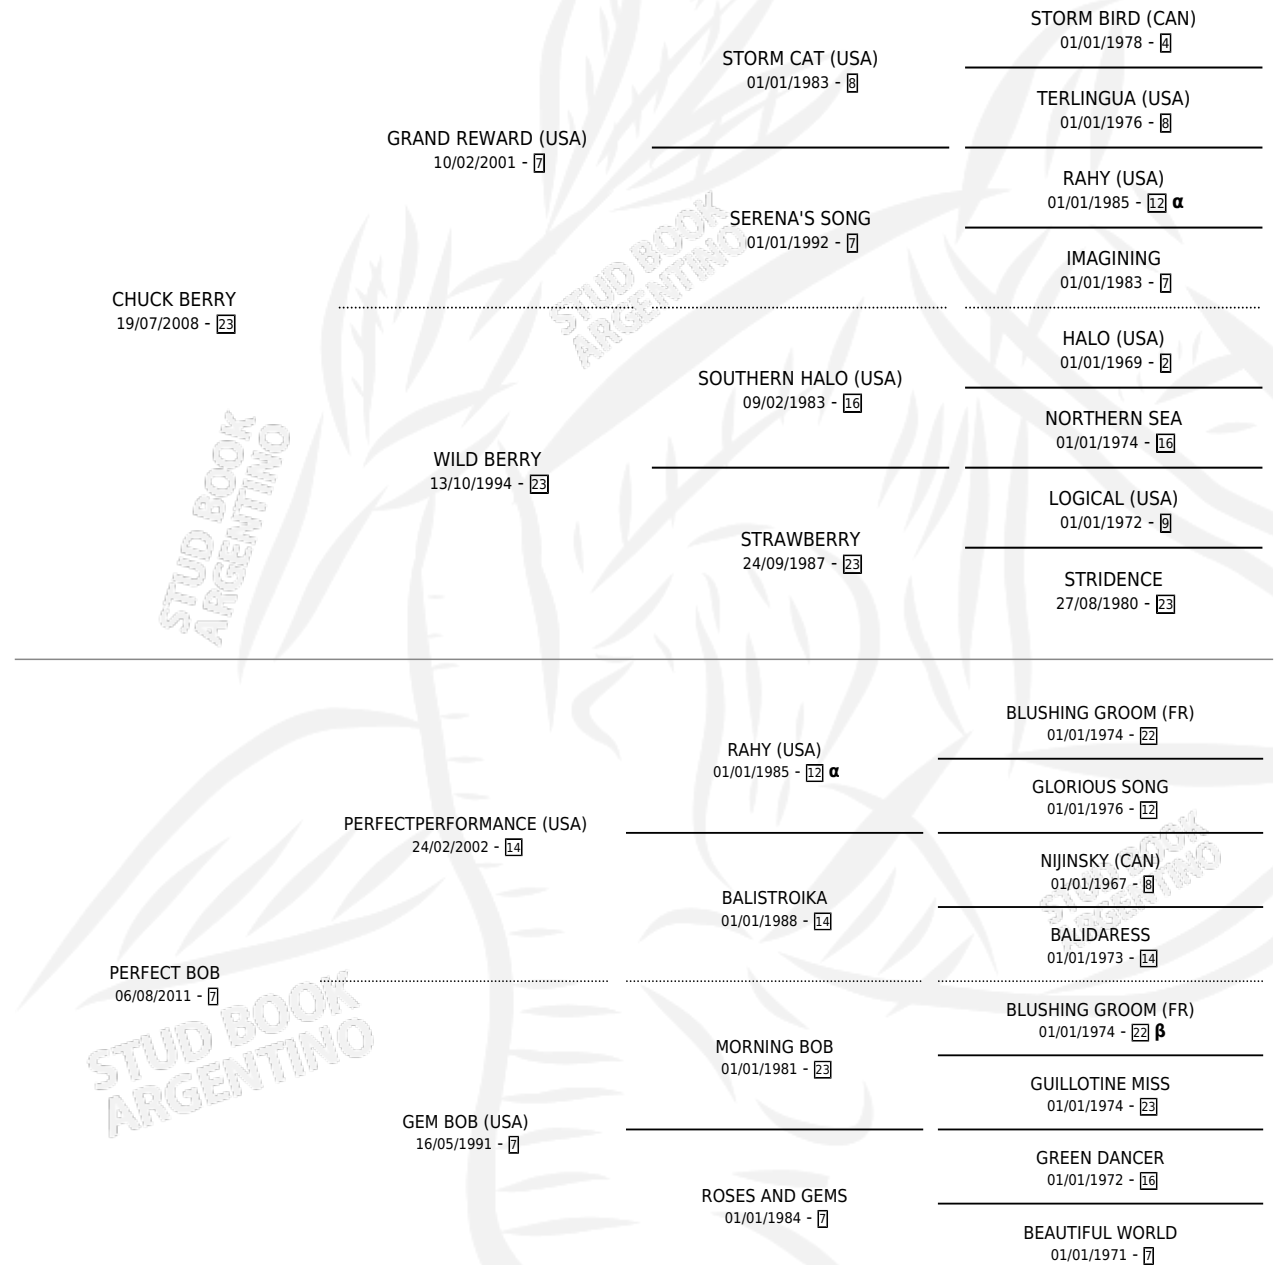 STORM BIRD (CAN)
01/01/1978 - 4
STORM CAT (USA)
01/01/1983 - 8
TERLINGUA (USA)
01/01/1976 - 8
GRAND REWARD (USA)
10/02/2001 - 7
RAHY (USA)
01/01/1985 - 12 α
SERENA'S SONG
01/01/1992 - 7
IMAGINING
01/01/1983 - 7
STUD BOOK
ARGENTINO
CHUCK BERRY
19/07/2008 - 23
HALO (USA)
01/01/1969 - 2
SOUTHERN HALO (USA)
09/02/1983 - 16
NORTHERN SEA
01/01/1974 - 16
WILD BERRY
13/10/1994 - 23
LOGICAL (USA)
01/01/1972 - 9
STRAWBERRY
24/09/1987 - 23
STRIDENCE
27/08/1980 - 23
STUD BOOK
ARGENTINO
BLUSHING GROOM (FR)
01/01/1974 - 22
RAHY (USA)
01/01/1985 - 12 α
GLORIOUS SONG
01/01/1976 - 12
PERFECTPERFORMANCE (USA)
24/02/2002 - 14
NIJINSKY (CAN)
01/01/1967 - 8
BALISTROIKA
01/01/1988 - 14
BALIDARESS
01/01/1973 - 14
STUD BOOK
ARGENTINO
PERFECT BOB
06/08/2011 - 7
BLUSHING GROOM (FR)
01/01/1974 - 22 β
MORNING BOB
01/01/1981 - 23
GUILLOTINE MISS
01/01/1974 - 23
STUD BOOK
ARGENTINO
GEM BOB (USA)
16/05/1991 - 7
GREEN DANCER
01/01/1972 - 16
ROSES AND GEMS
01/01/1984 - 7
BEAUTIFUL WORLD
01/01/1971 - 7